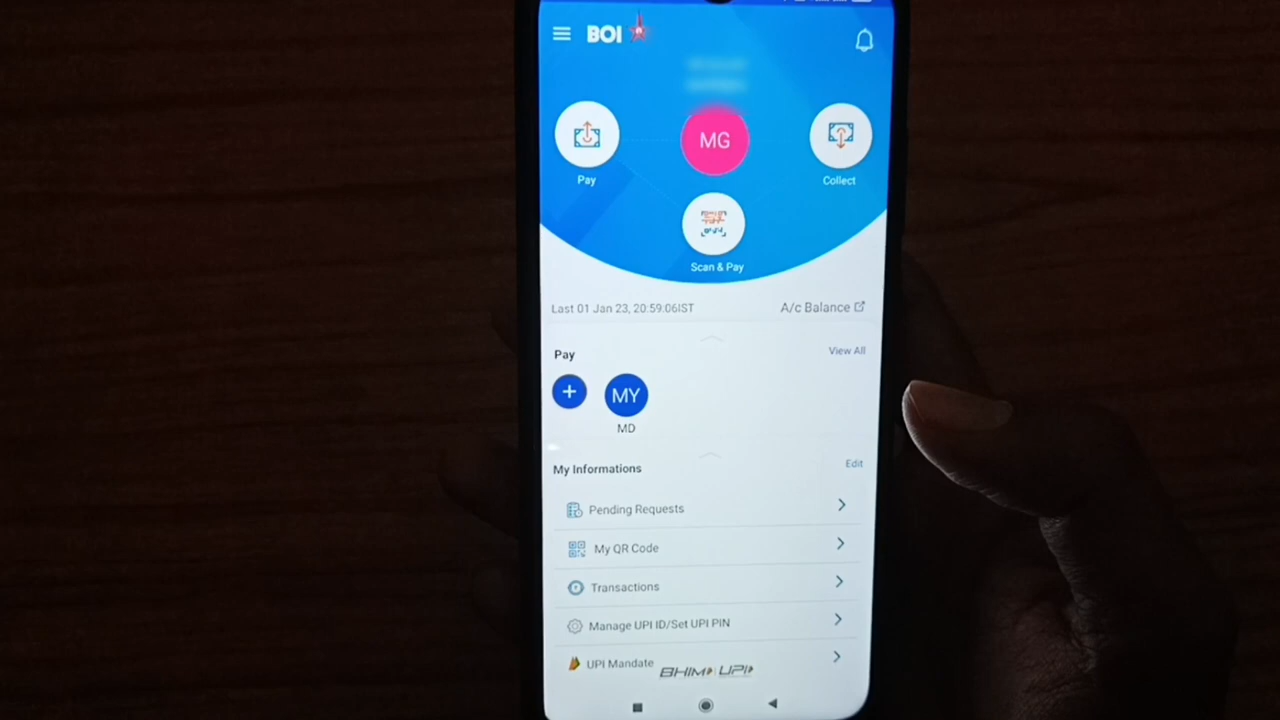 BOI
MG
Pay
Collect
Scan & Pay
Last 01 Jan 23, 20:59:06IST
A/c Balance
Pay
View All
+
MY
MD
My Informations
Edit
Pending Requests
My QR Code
Transactions
Manage UPI ID/Set UPI PIN
UPI Mandate
BHIM UPI